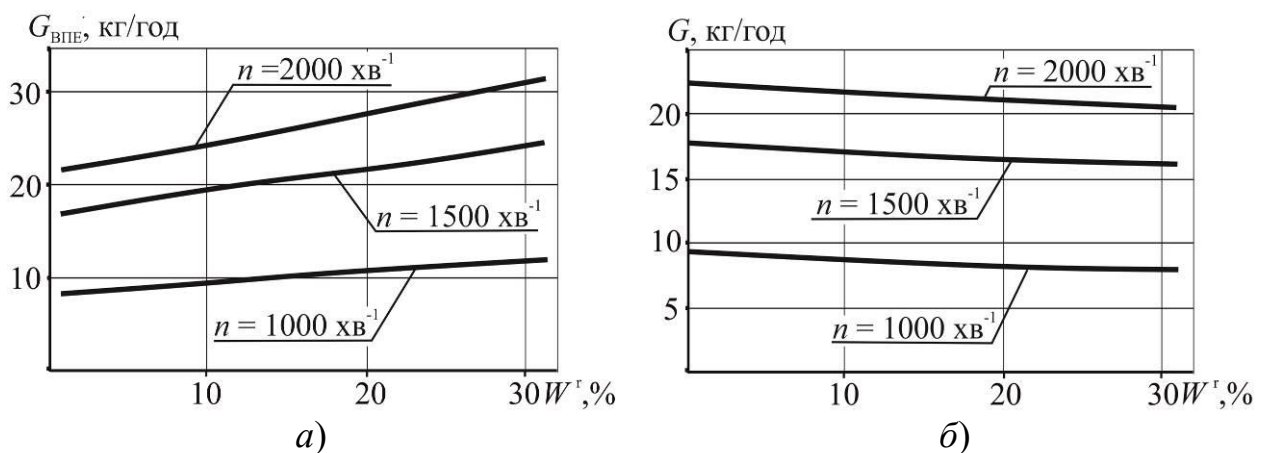 G_ВПЕ, кг/год
n =2000 хв⁻¹
30
20
n = 1500 хв⁻¹
10
n = 1000 хв⁻¹
10 20 30 W ʳ,%
а)
G, кг/год
n = 2000 хв⁻¹
20
15
n = 1500 хв⁻¹
10
5
n = 1000 хв⁻¹
10 20 30 W ʳ,%
б)